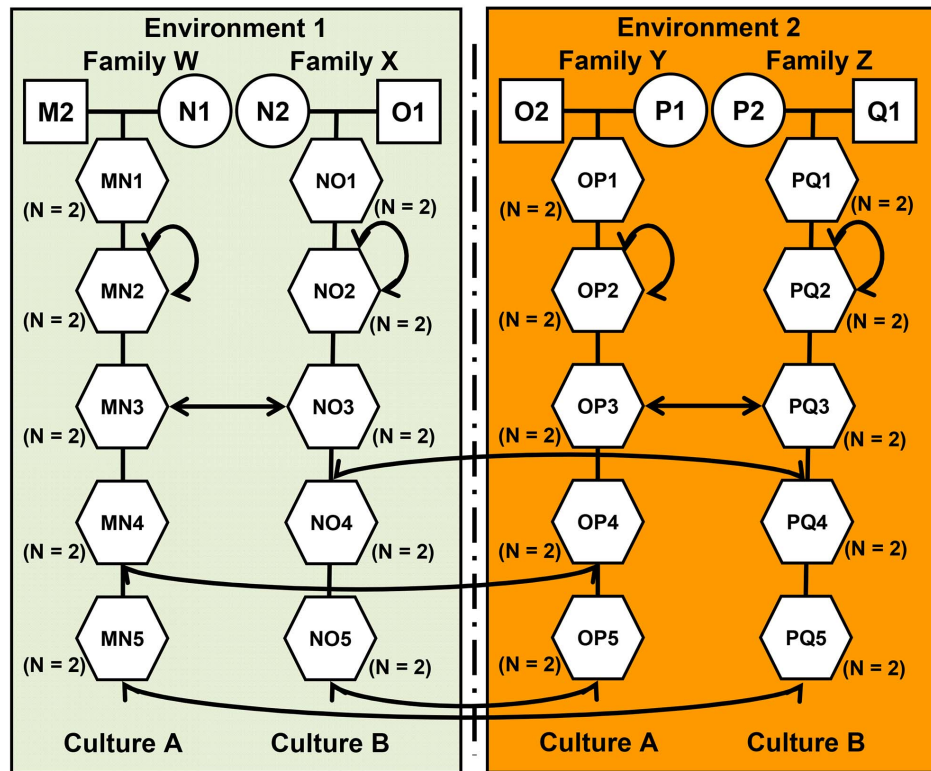 Environment 1
Environment 2
Family W
Family X
Family Y
Family Z
M2
N1
N2
O1
O2
P1
P2
Q1
MN1
NO1
OP1
PQ1
(N = 2)
(N = 2)
(N = 2)
(N = 2)
MN2
NO2
OP2
PQ2
(N = 2)
(N = 2)
(N = 2)
(N = 2)
MN3
NO3
OP3
PQ3
(N = 2)
(N = 2)
(N = 2)
(N = 2)
MN4
NO4
OP4
PQ4
(N = 2)
(N = 2)
(N = 2)
(N = 2)
MN5
NO5
OP5
PQ5
(N = 2)
(N = 2)
(N = 2)
(N = 2)
Culture A
Culture B
Culture A
Culture B